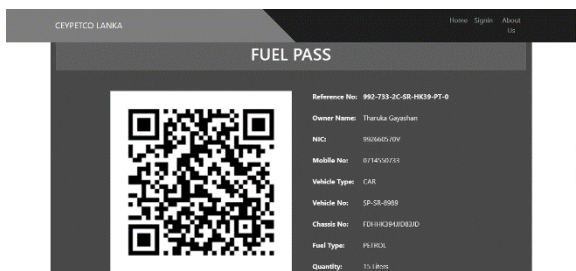 CEYPETCO LANKA
Home Signin About Us
FUEL PASS
Reference No: 992-733-2C-SR-HK39-PT-0
Owner Name: Tharuka Gayashan
NIC: 992660570V
Mobile No: 0714550733
Vehicle Type: CAR
Vehicle No: SP-SR-8989
Chassis No:
Fuel Type: PETROL
Quantity: 15 Liters